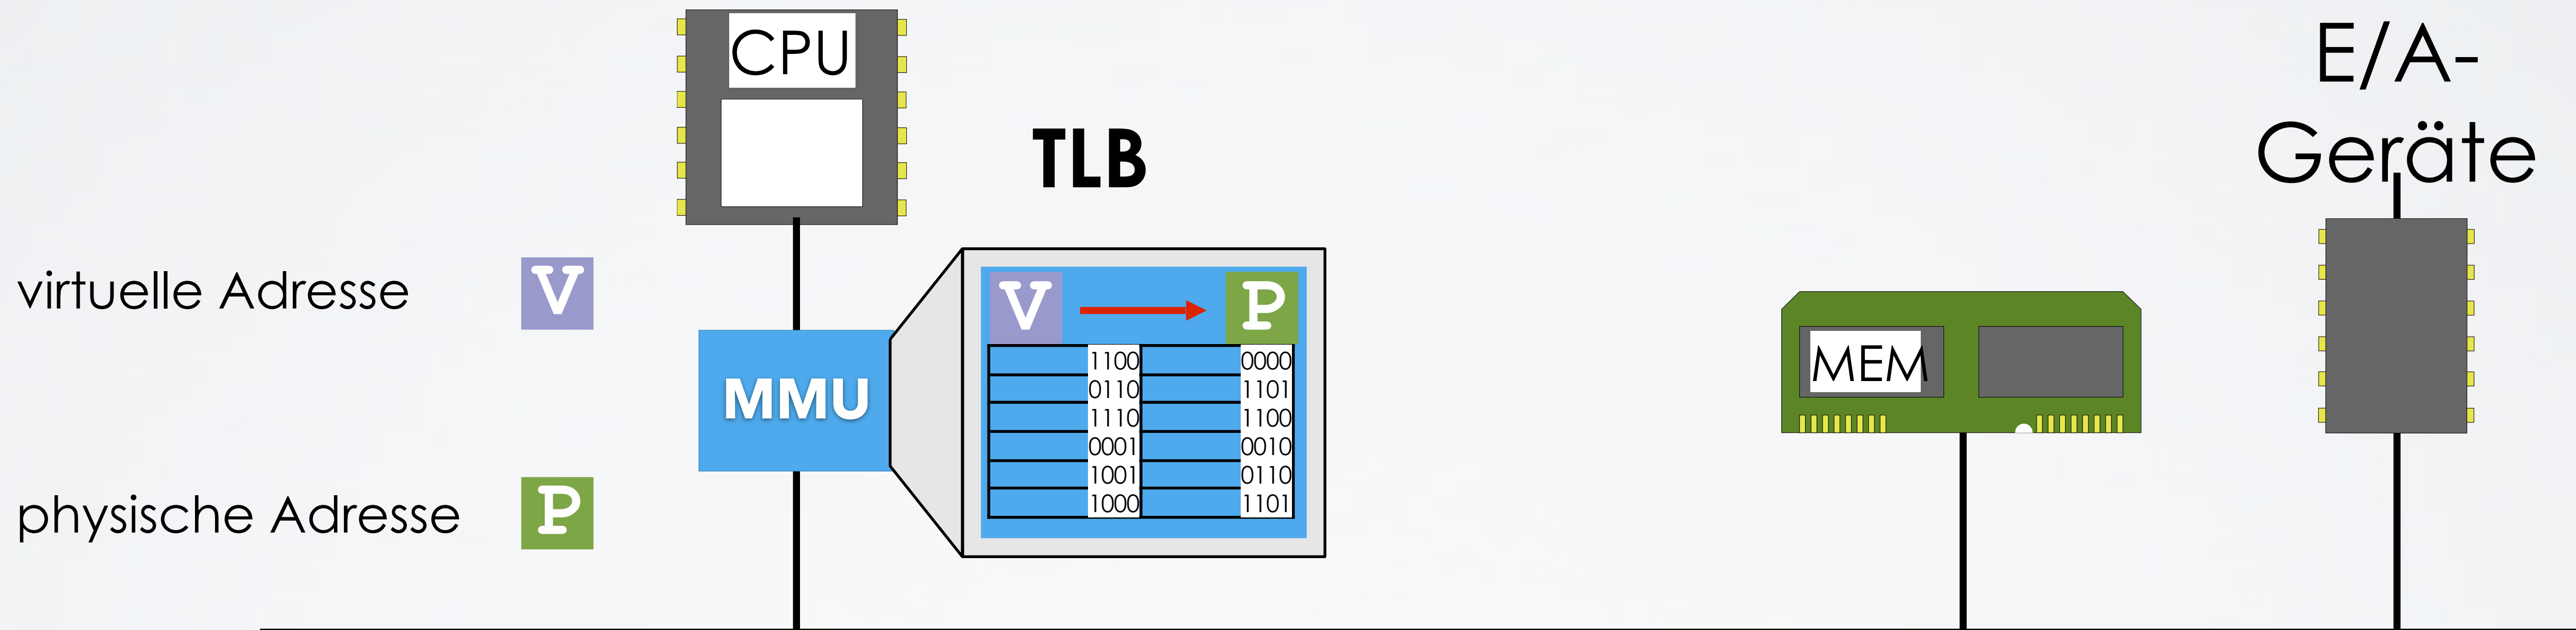 CPU
E/A-
Geräte
TLB
virtuelle Adresse V
V P
MMU
1100 0000
0110 1101
1110 1100
0001 0010
1001 0110
1000 1101
MEM
physische Adresse P